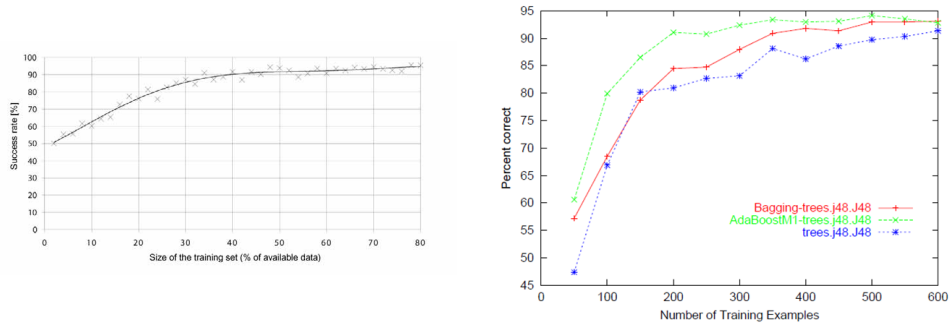 Success rate [%]
100
90
80
70
60
50
40
30
20
10
0
0 10 20 30 40 50 60 70 80
Size of the training set (% of available data)
Percent correct
95
90
85
80
75
70
65
60
55
50
45
Bagging-trees.j48.J48
AdaBoostM1-trees.j48.J48
trees.j48.J48
0 100 200 300 400 500 600
Number of Training Examples